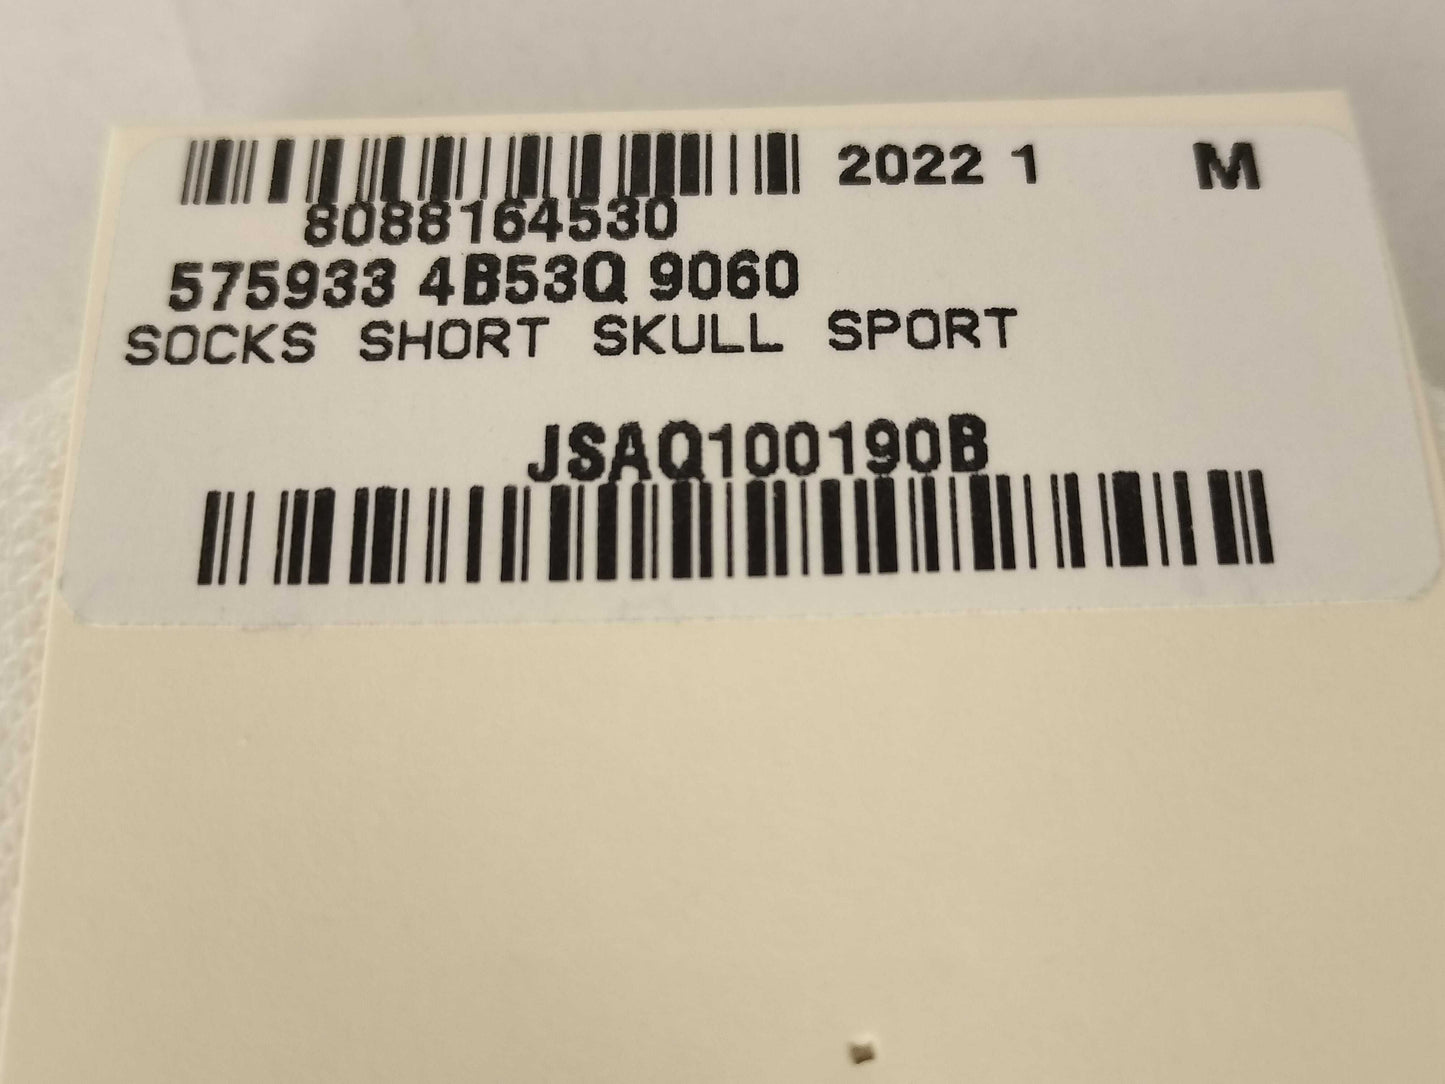 2022 1 M
8088164530
575933 4B53Q 9060
SOCKS SHORT SKULL SPORT
JSAQ100190B